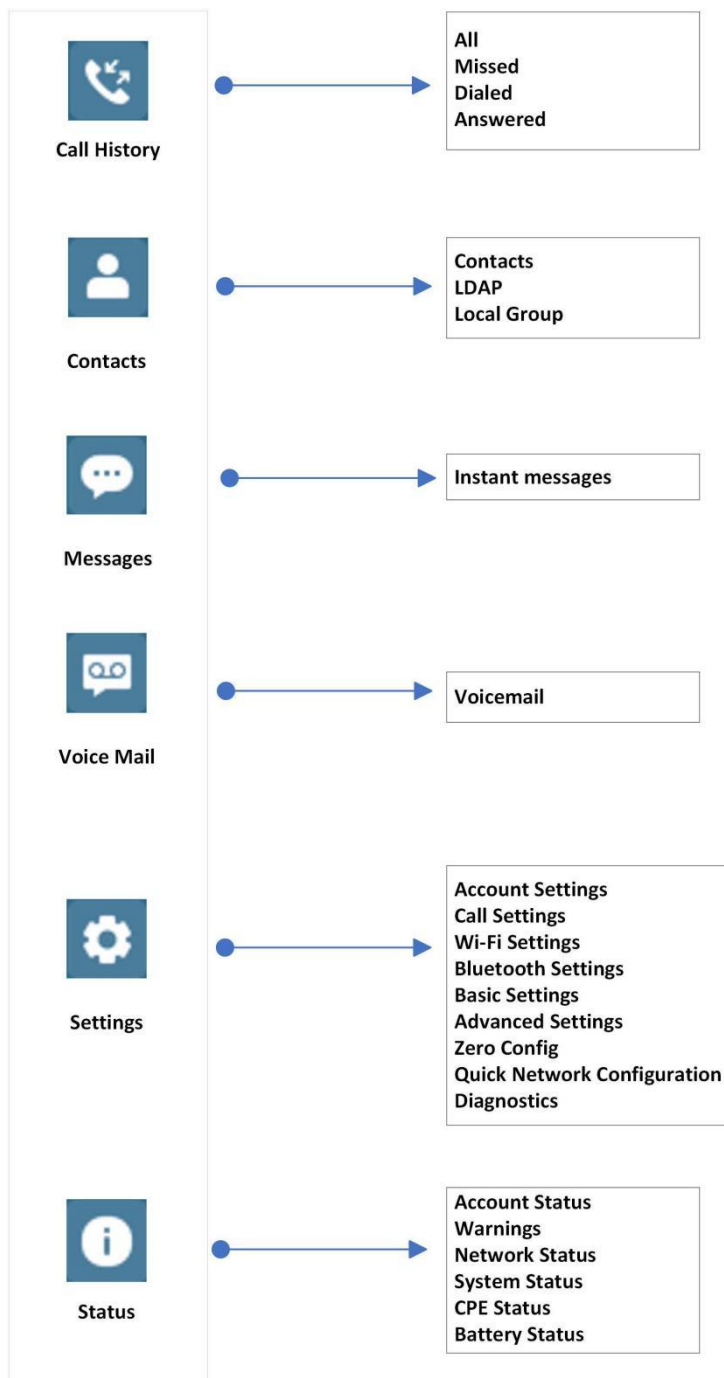 Call History
All
Missed
Dialed
Answered
Contacts
Contacts
LDAP
Local Group
Messages
Instant messages
Voice Mail
Voicemail
Settings
Account Settings
Call Settings
Wi-Fi Settings
Bluetooth Settings
Basic Settings
Advanced Settings
Zero Config
Quick Network Configuration
Diagnostics
Status
Account Status
Warnings
Network Status
System Status
CPE Status
Battery Status